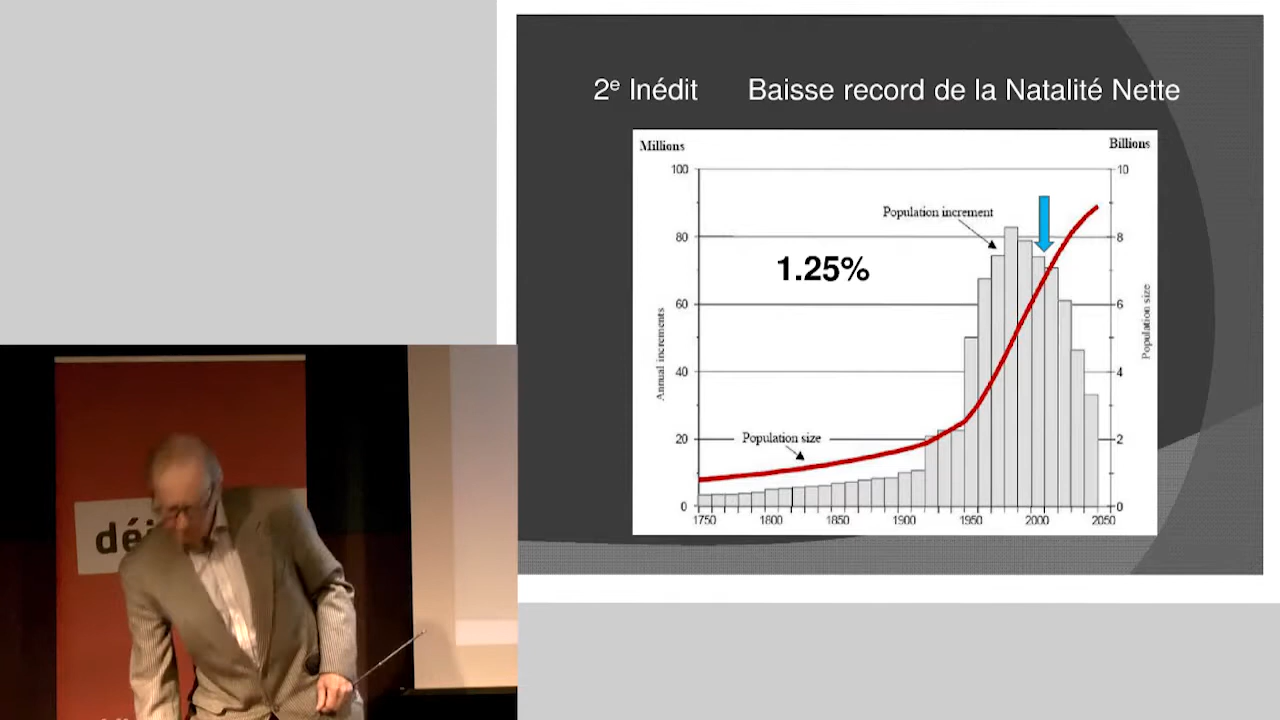 2e Inédit Baisse record de la Natalité Nette
Millions
Billions
100
10
Population increment
80
8
1.25%
60
6
Annual increments
Population size
40
4
20
Population size
2
0
0
1750
1800
1850
1900
1950
2000
2050